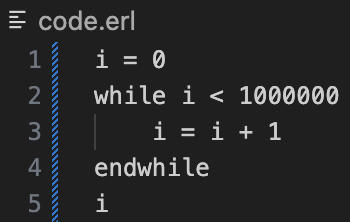 code.erl
1 i = 0
2 while i < 1000000
3     i = i + 1
4 endwhile
5 i